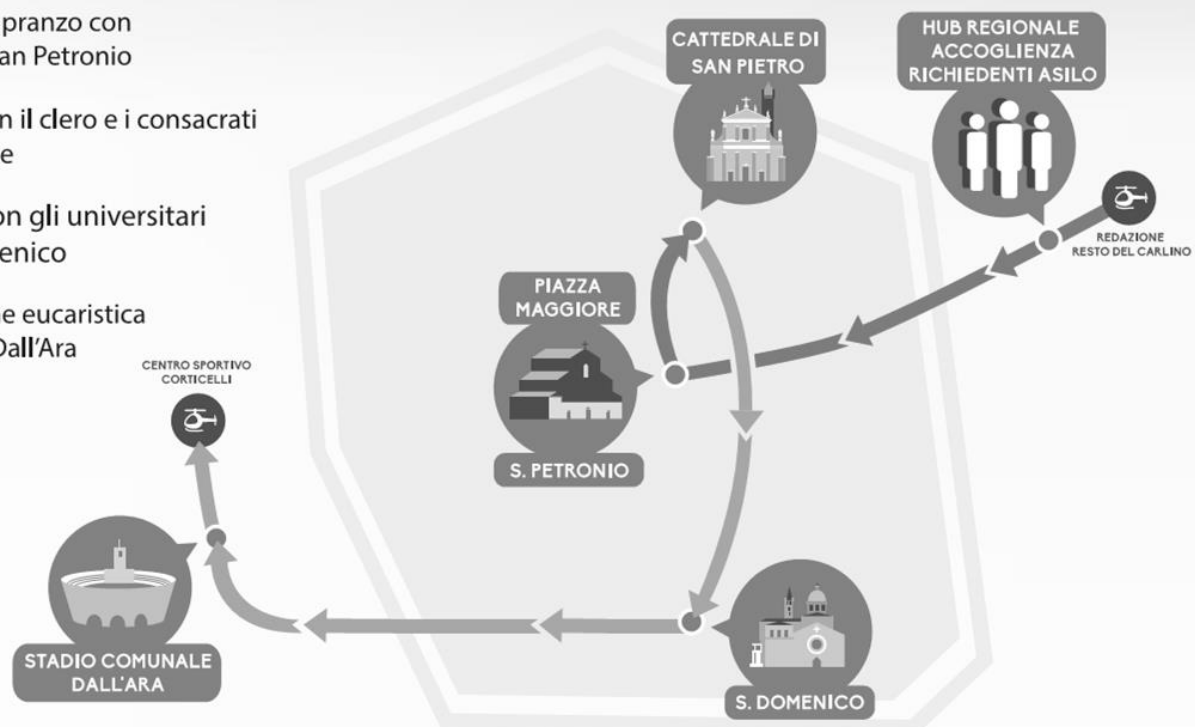 pranzo con
an Petronio
n il clero e i consacrati
e
on gli universitari
enico
e eucaristica
Dall'Ara
CATTEDRALE DI
SAN PIETRO
HUB REGIONALE
ACCOGLIENZA
RICHIEDENTI ASILO
REDAZIONE
RESTO DEL CARLINO
PIAZZA
MAGGIORE
S. PETRONIO
CENTRO SPORTIVO
CORTICELLI
STADIO COMUNALE
DALL'ARA
S. DOMENICO